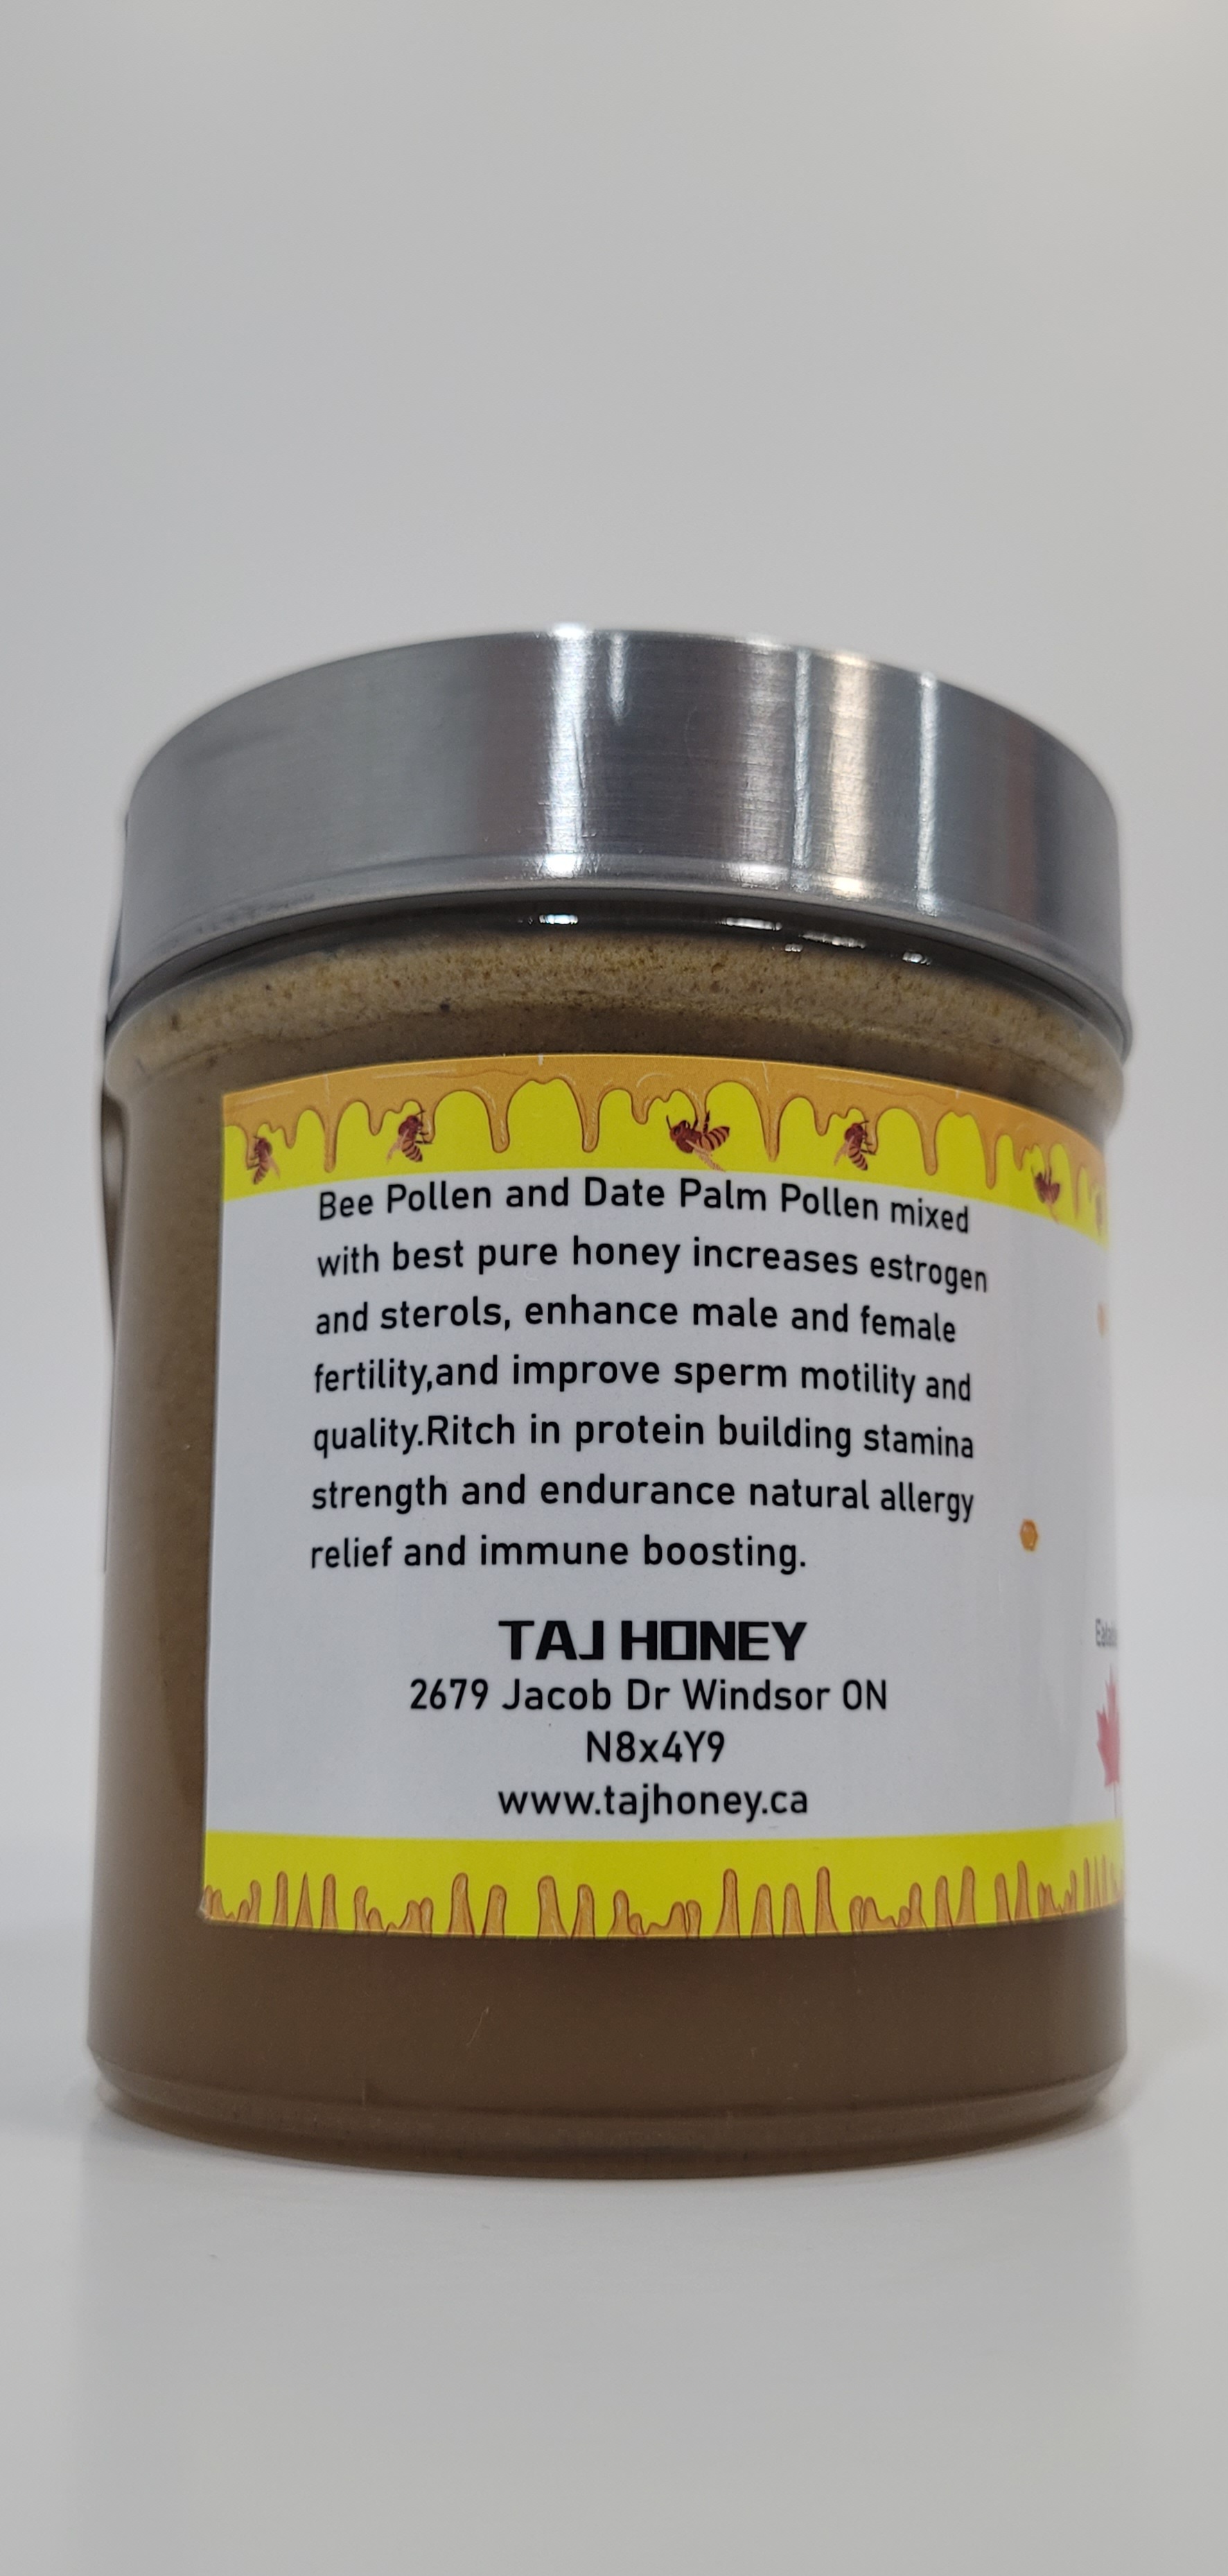 Bee Pollen and Date Palm Pollen mixed
with best pure honey increases estrogen
and sterols, enhance male and female
fertility,and improve sperm motility and
quality.Ritch in protein building stamina
strength and endurance natural allergy
relief and immune boosting.
TAJ HONEY
2679 Jacob Dr Windsor ON
N8x4Y9
www.tajhoney.ca